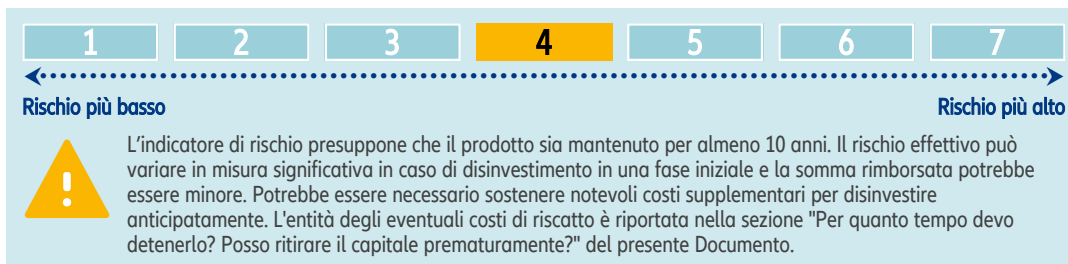 1 2 3 4 5 6 7
Rischio più basso Rischio più alto
!
L'indicatore di rischio presuppone che il prodotto sia mantenuto per almeno 10 anni. Il rischio effettivo può
variare in misura significativa in caso di disinvestimento in una fase iniziale e la somma rimborsata potrebbe
essere minore. Potrebbe essere necessario sostenere notevoli costi supplementari per disinvestire
anticipatamente. L'entità degli eventuali costi di riscatto è riportata nella sezione "Per quanto tempo devo
detenerlo? Posso ritirare il capitale prematuramente?" del presente Documento.